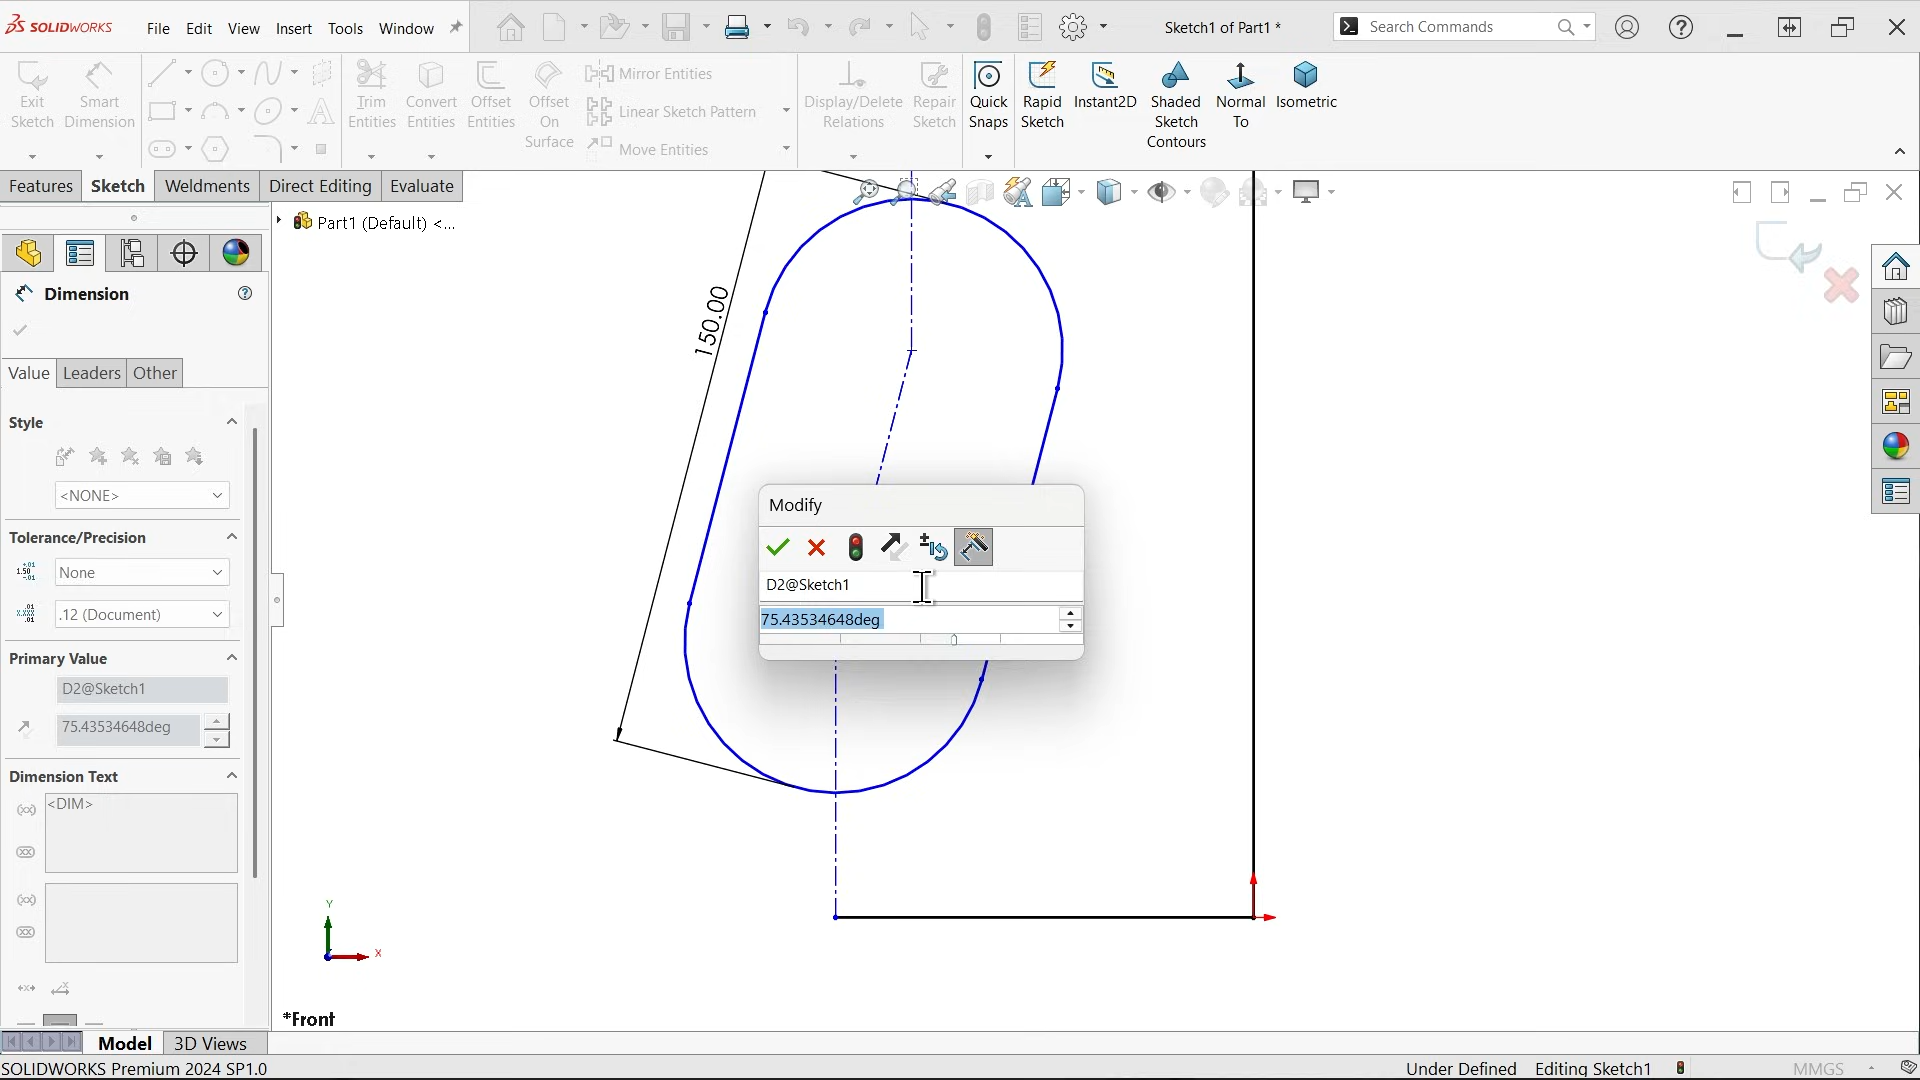 SOLIDWORKS File Edit View Insert Tools Window Sketch1 of Part1 * Search Commands
Exit Sketch
Smart Dimension
Trim Entities
Convert Entities
Offset Entities
Offset On Surface
Mirror Entities
Linear Sketch Pattern
Move Entities
Display/Delete Relations
Repair Sketch
Quick Snaps
Rapid Sketch
Instant2D
Shaded Sketch Contours
Normal To
Isometric
Features Sketch Weldments Direct Editing Evaluate
Part1 (Default) <...
Dimension
Value Leaders Other
Style
<NONE>
Tolerance/Precision
1.50 +.01 -.01
None
.12 (Document)
Primary Value
D2@Sketch1
75.43534648deg
Dimension Text
<DIM>
150.00
Modify
D2@Sketch1
75.43534648deg
Y
X
*Front
Model 3D Views
SOLIDWORKS Premium 2024 SP1.0 Under Defined Editing Sketch1 MMGS